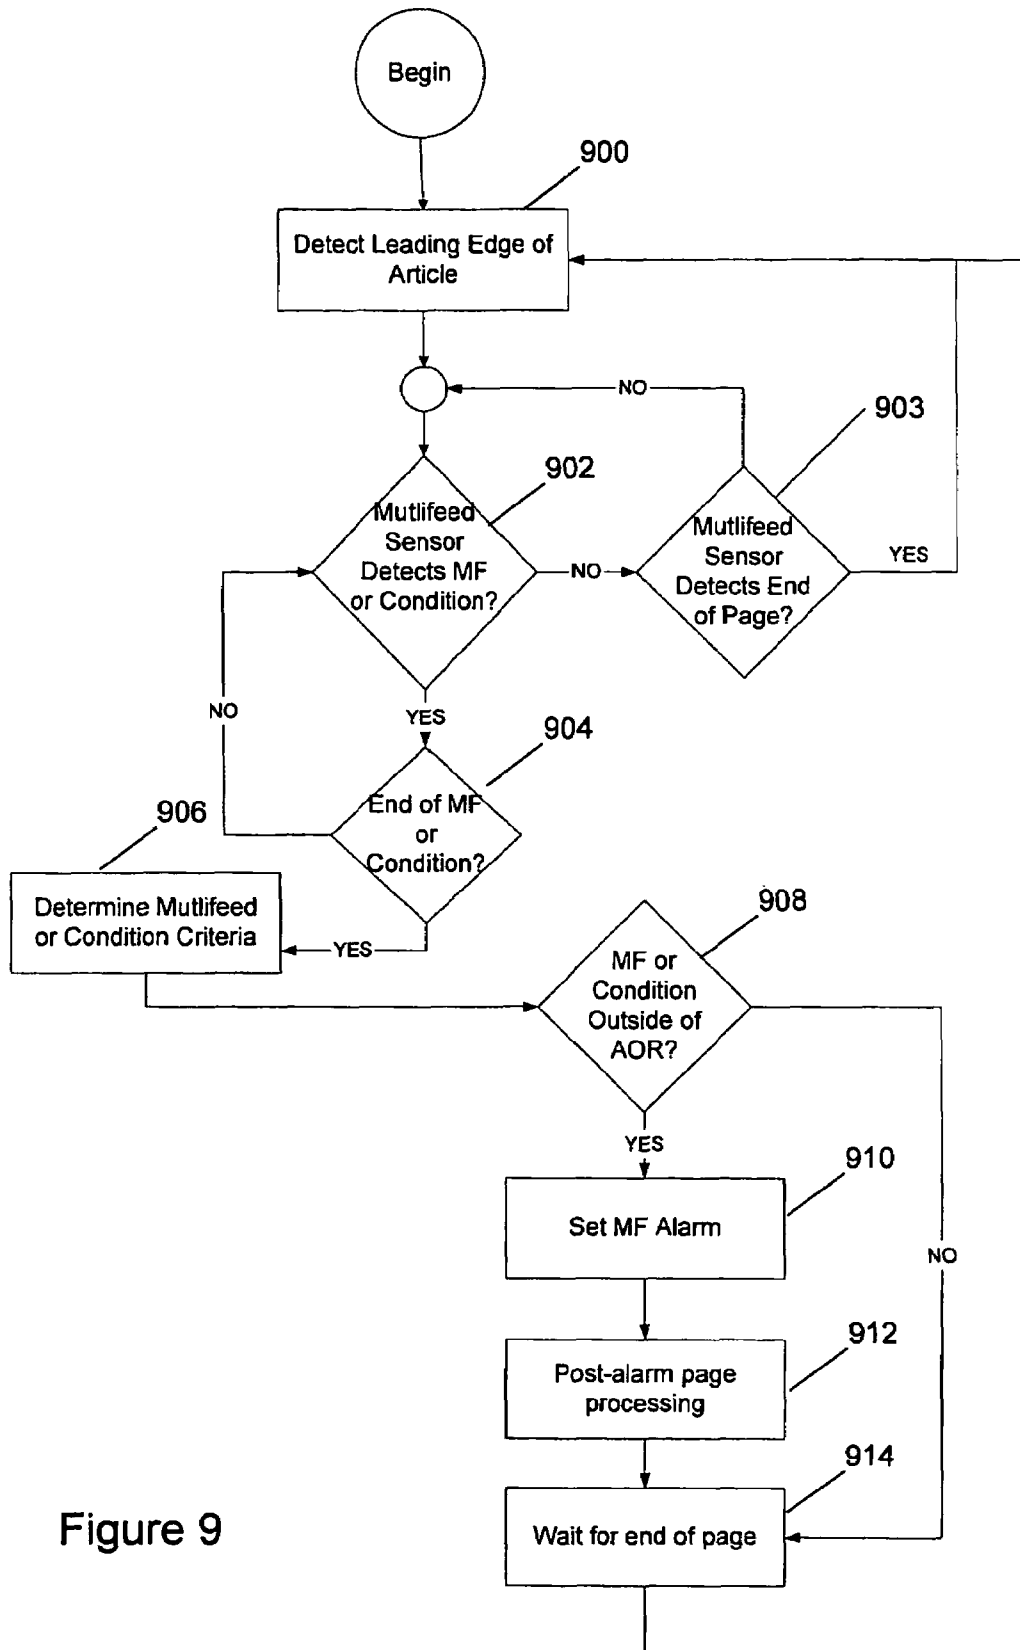 Begin
900
Detect Leading Edge of
Article
NO
903
902
Mutlifeed
Sensor
Detects MF
or Condition?
NO
Mutlifeed
Sensor
Detects End
of Page?
YES
NO
YES
904
End of MF
or
Condition?
906
Determine Mutlifeed
or Condition Criteria
YES
908
MF or
Condition
Outside of
AOR?
YES
910
Set MF Alarm
NO
912
Post-alarm page
processing
914
Wait for end of page
Figure 9